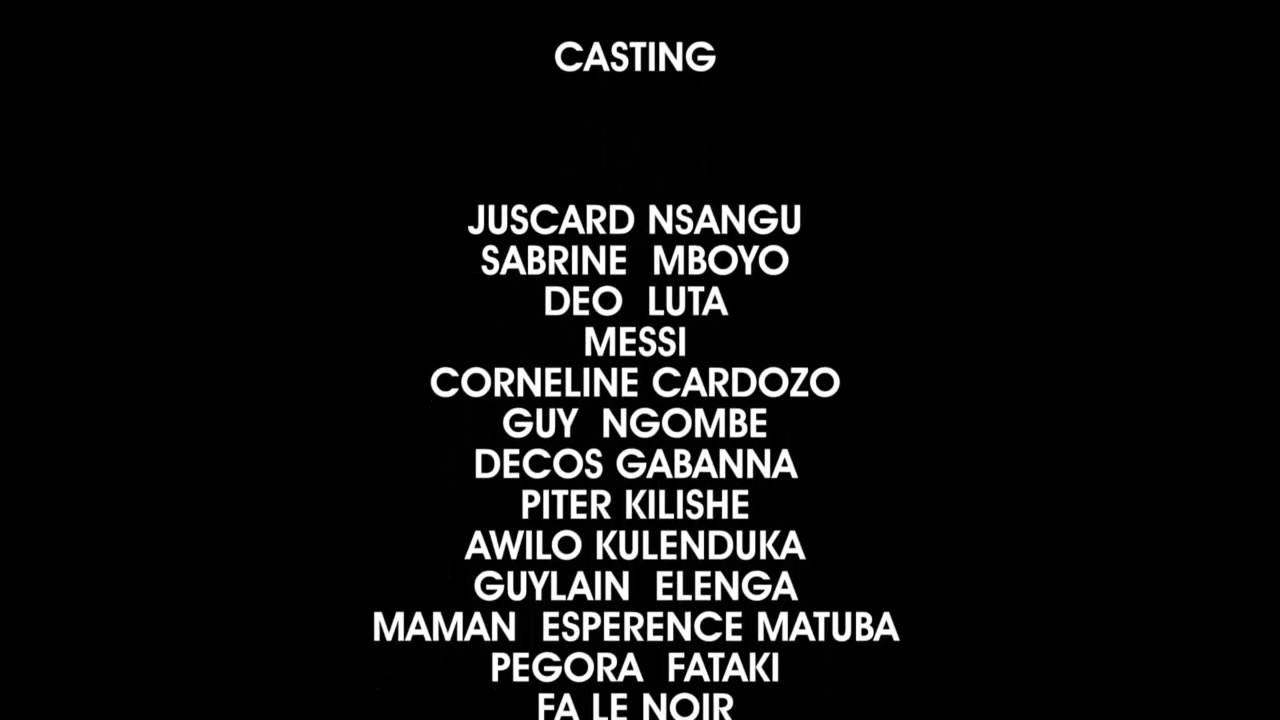 CASTING
JUSCARD NSANGU
SABRINE MBOYO
DEO LUTA
MESSI
CORNELINE CARDOZO
GUY NGOMBE
DECOS GABANNA
PITER KILISHE
AWILO KULENDUKA
GUYLAIN ELENGA
MAMAN ESPERENCE MATUBA
PEGORA FATAKI
FA LE NOIR